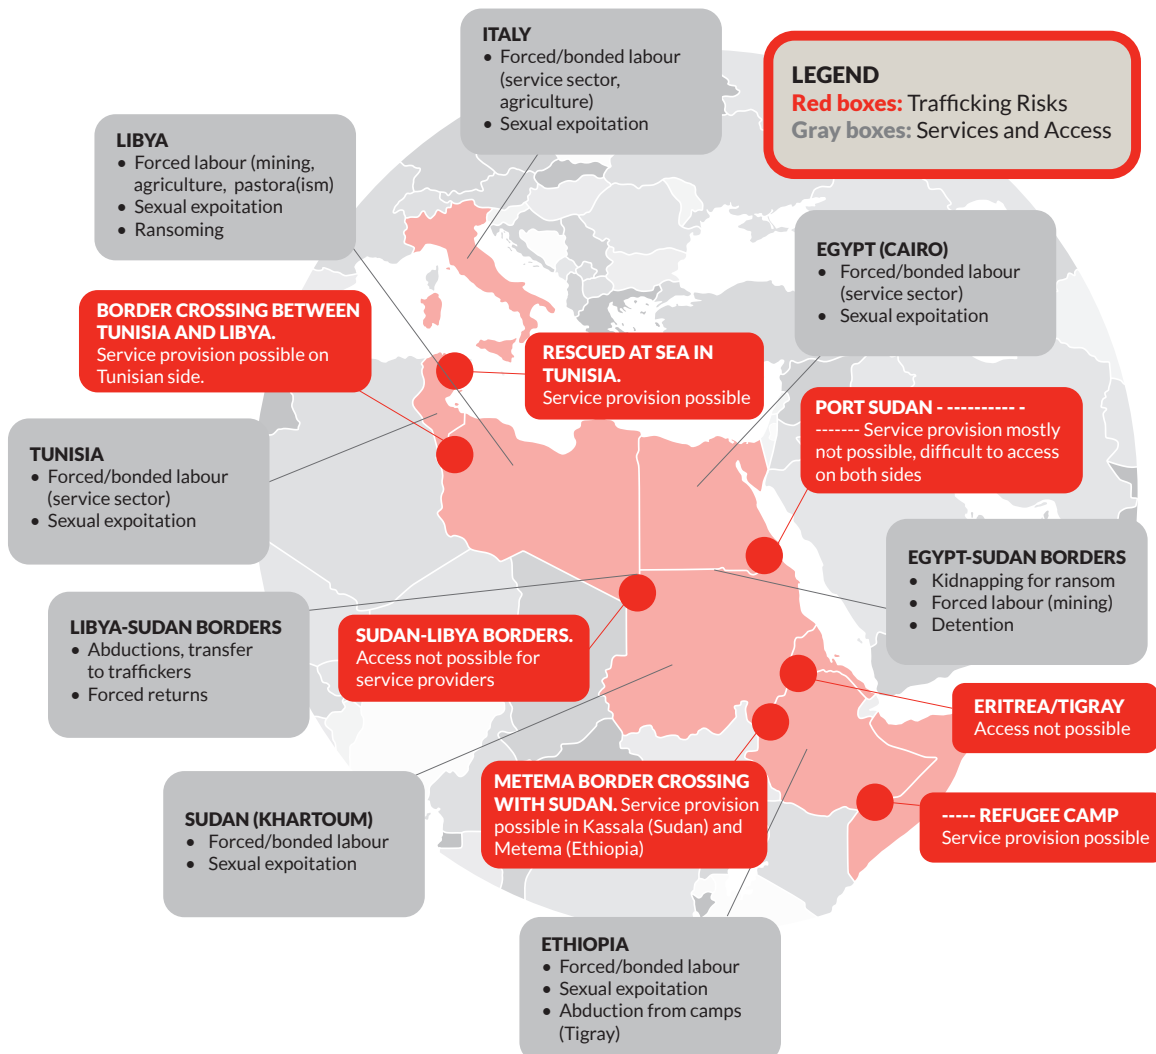 ITALY
• Forced/bonded labour
(service sector,
agriculture)
• Sexual expoitation
LEGEND
Red boxes: Trafficking Risks
Gray boxes: Services and Access
LIBYA
• Forced labour (mining,
agriculture, pastora(ism)
• Sexual expoitation
• Ransoming
EGYPT (CAIRO)
• Forced/bonded labour
(service sector)
• Sexual expoitation
BORDER CROSSING BETWEEN
TUNISIA AND LIBYA.
Service provision possible on
Tunisian side.
RESCUED AT SEA IN
TUNISIA.
Service provision possible
PORT SUDAN - ---------- -
------- Service provision mostly
not possible, difficult to access
on both sides
TUNISIA
• Forced/bonded labour
(service sector)
• Sexual expoitation
EGYPT-SUDAN BORDERS
• Kidnapping for ransom
• Forced labour (mining)
• Detention
LIBYA-SUDAN BORDERS
• Abductions, transfer
to traffickers
• Forced returns
SUDAN-LIBYA BORDERS.
Access not possible for
service providers
ERITREA/TIGRAY
Access not possible
METEMA BORDER CROSSING
WITH SUDAN. Service provision
possible in Kassala (Sudan) and
Metema (Ethiopia)
----- REFUGEE CAMP
Service provision possible
SUDAN (KHARTOUM)
• Forced/bonded labour
• Sexual expoitation
ETHIOPIA
• Forced/bonded labour
• Sexual expoitation
• Abduction from camps
(Tigray)